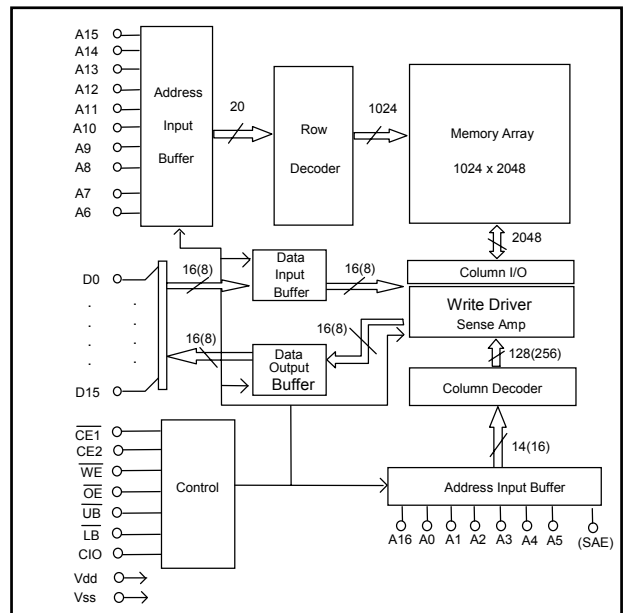 A15
A14
A13
A12
A11
A10
A9
A8
A7
A6
Address
Input
Buffer
20
Row
Decoder
1024
Memory Array
1024 x 2048
2048
D0
.
.
.
.
D15
16(8)
Data
Input
Buffer
16(8)
Column I/O
Write Driver
Sense Amp
16(8)
Data
Output
Buffer
16(8)
128(256)
Column Decoder
14(16)
CE1
CE2
WE
OE
UB
LB
CIO
Vdd
Vss
Control
Address Input Buffer
A16 A0 A1 A2 A3 A4 A5 (SAE)